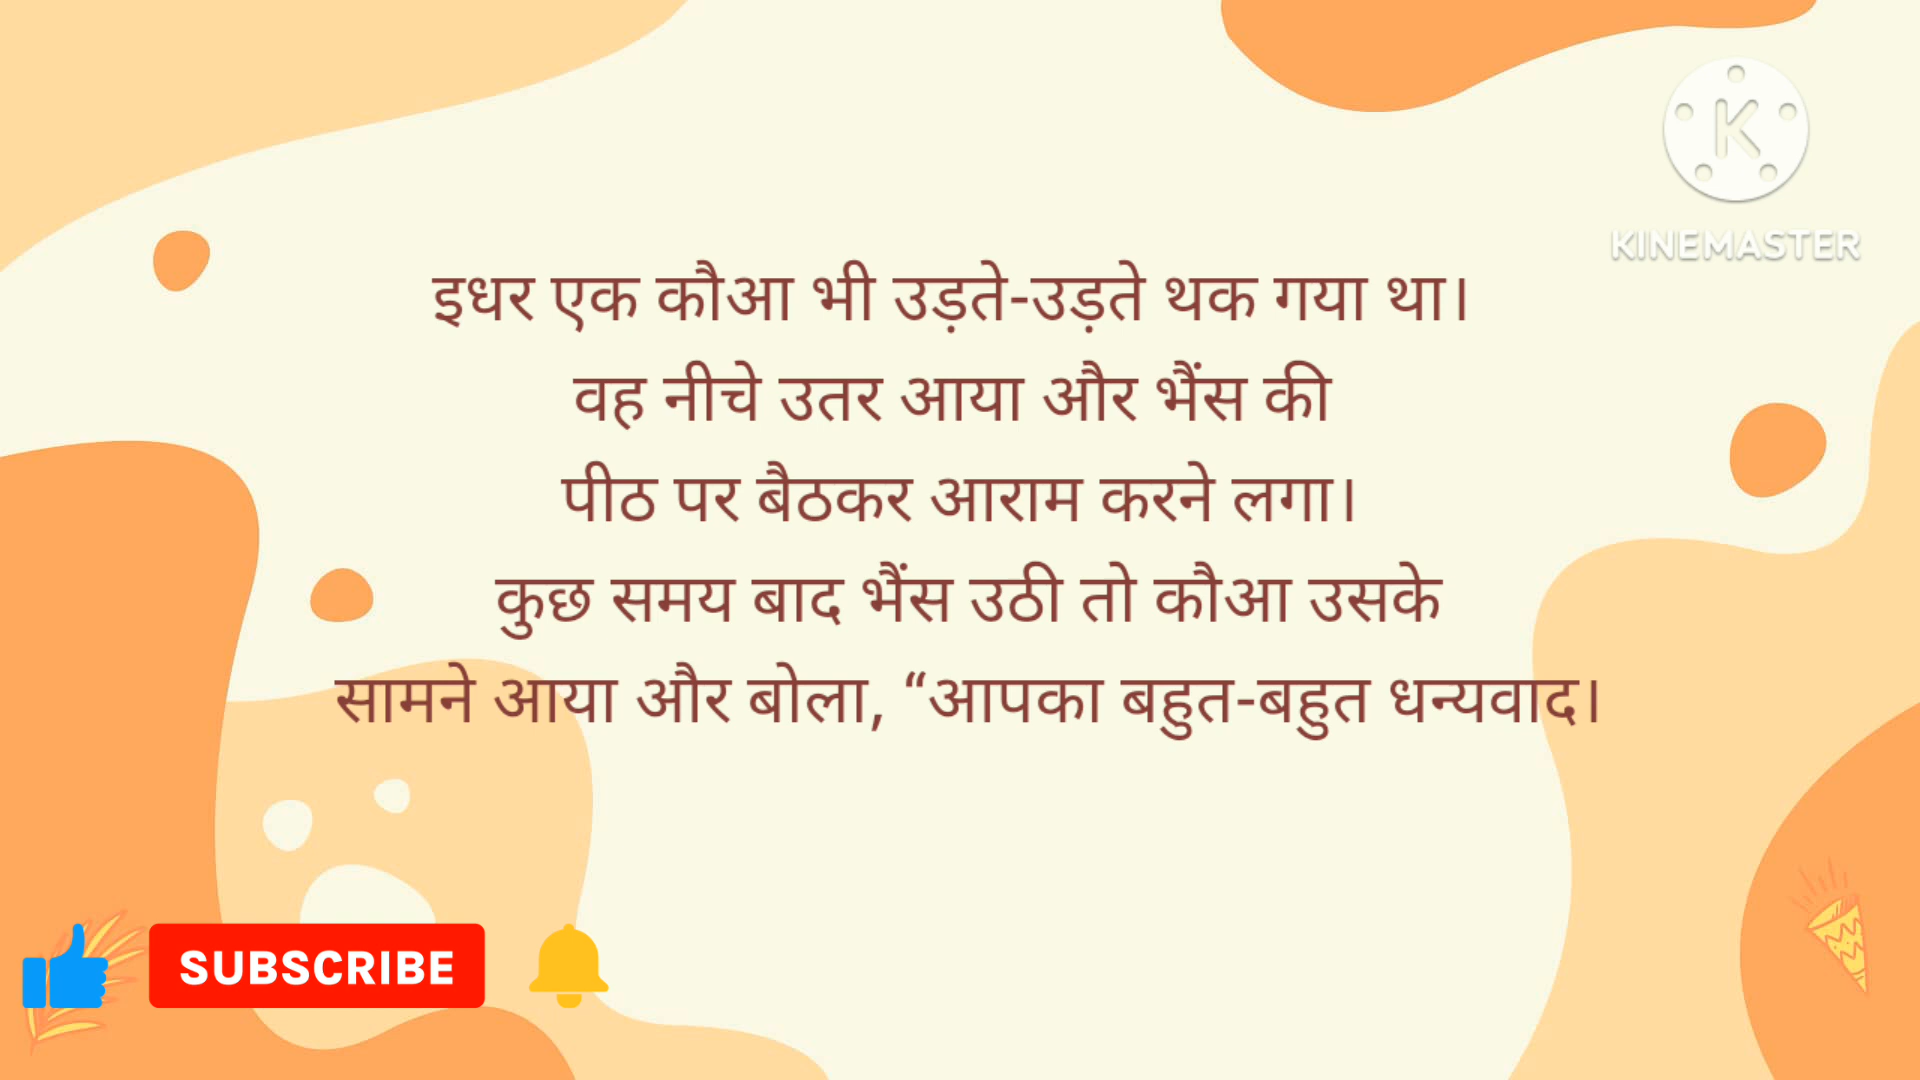 K
KINEMASTER
इधर एक कौआ भी उड़ते-उड़ते थक गया था।
वह नीचे उतर आया और भैंस की
पीठ पर बैठकर आराम करने लगा।
कुछ समय बाद भैंस उठी तो कौआ उसके
सामने आया और बोला, “आपका बहुत-बहुत धन्यवाद।
SUBSCRIBE